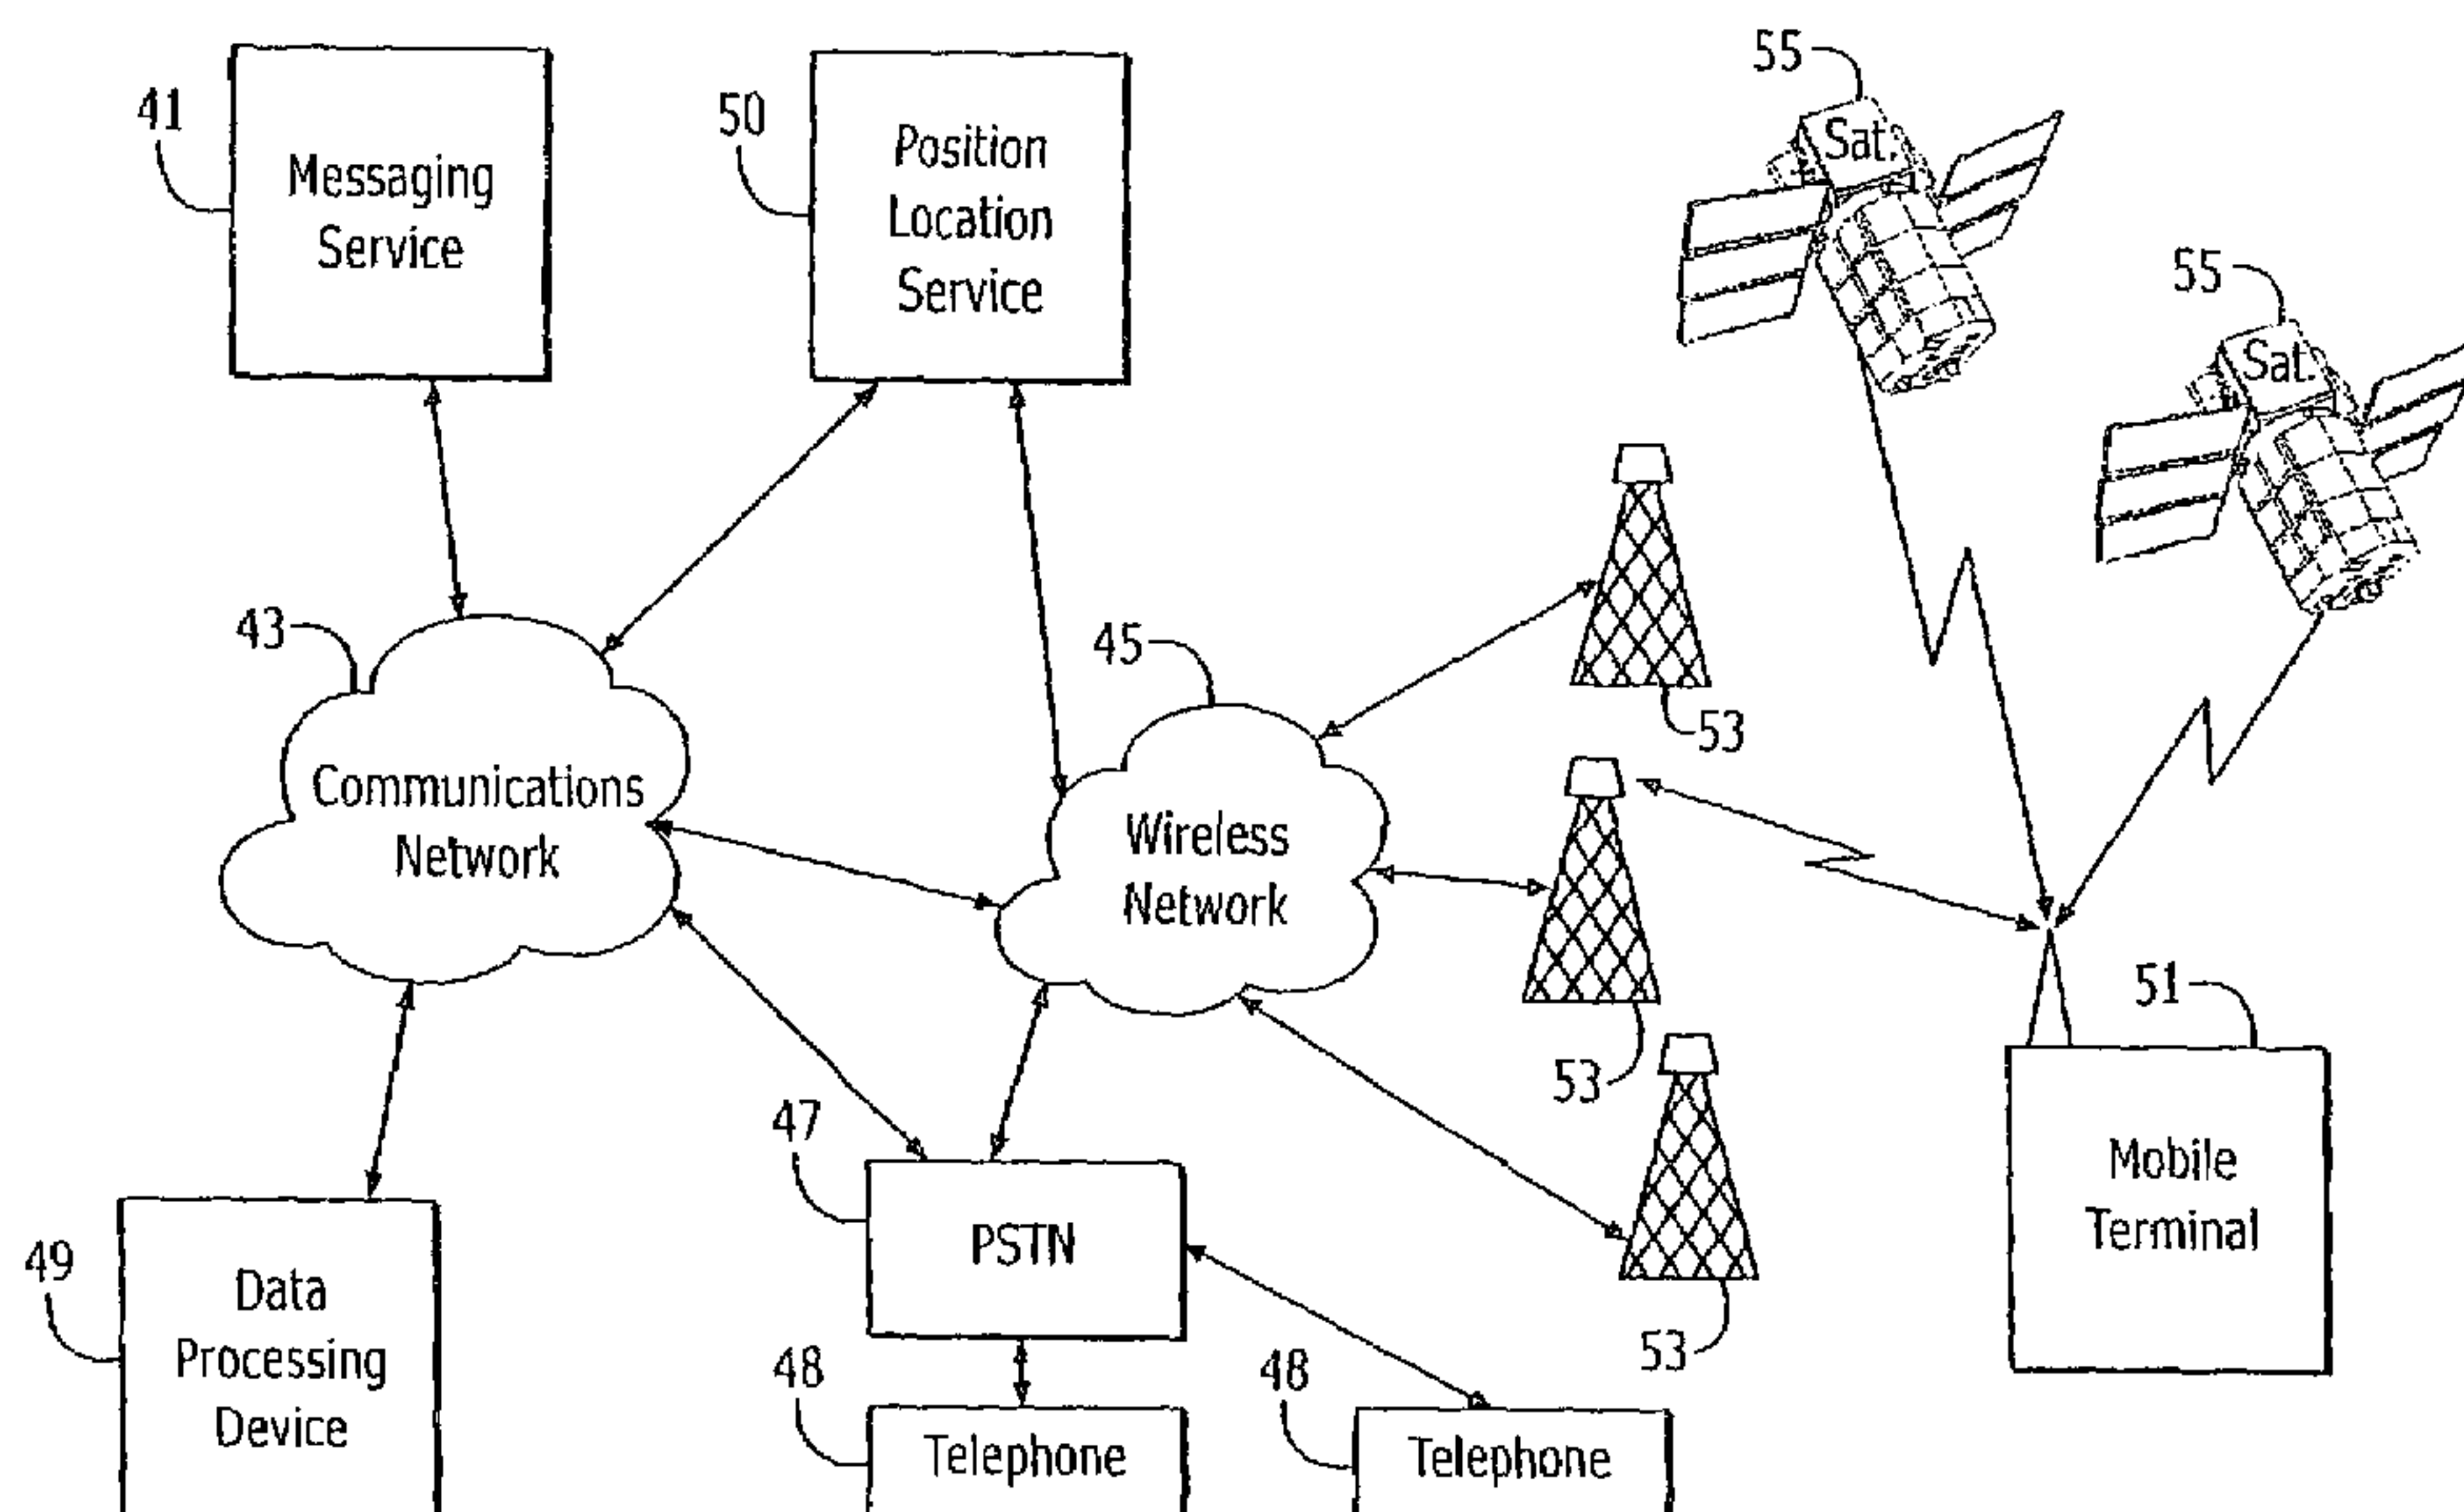 55
41
Messaging
Service
50
Position
Location
Service
Sat.
55
Sat.
43
Communications
Network
45
Wireless
Network
53
53
51
Mobile
Terminal
47
PSTN
53
49
Data
Processing
Device
48
Telephone
48
Telephone